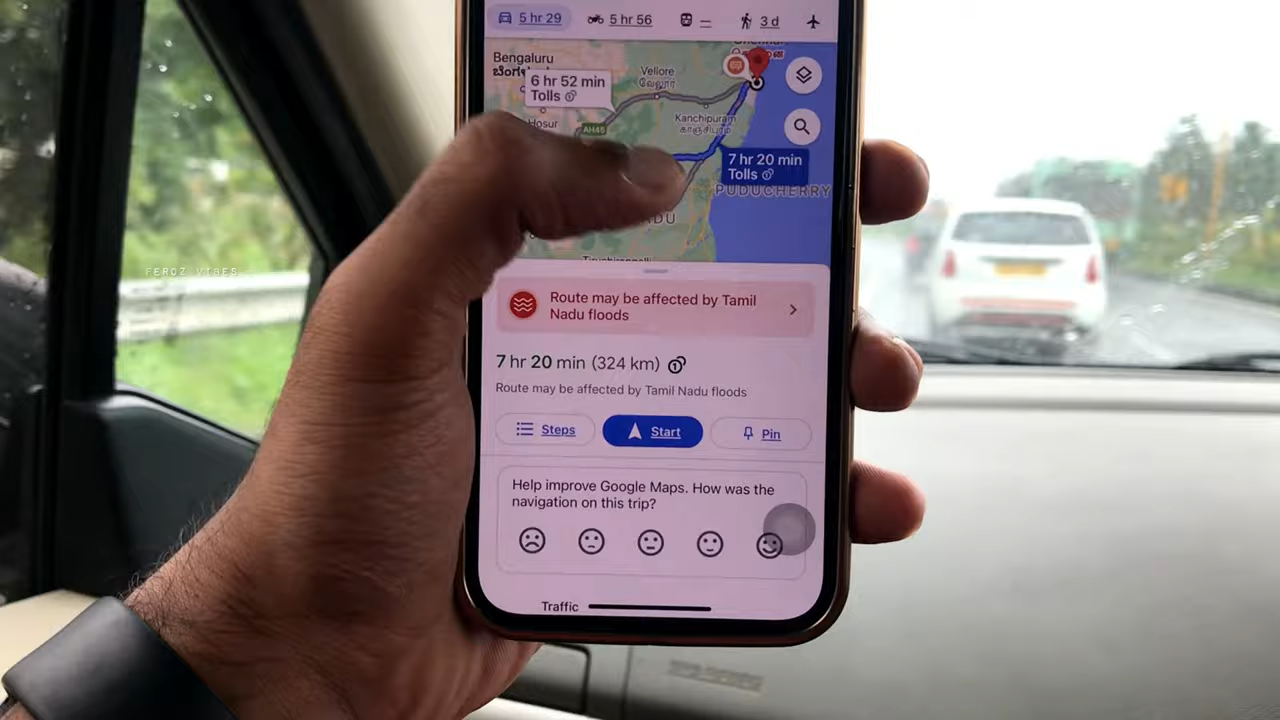 5 hr 29
5 hr 56
3 d
Chennai
Bengaluru
Vellore
வேலூர்
6 hr 52 min
Tolls
Kanchipuram
காஞ்சிபுரம்
Hosur
AH45
7 hr 20 min
Tolls
PUDUCHERRY
Tiruchirappalli
FEROZ VIBES
Route may be affected by Tamil
Nadu floods
7 hr 20 min (324 km)
Route may be affected by Tamil Nadu floods
Steps
Start
Pin
Help improve Google Maps. How was the
navigation on this trip?
Traffic